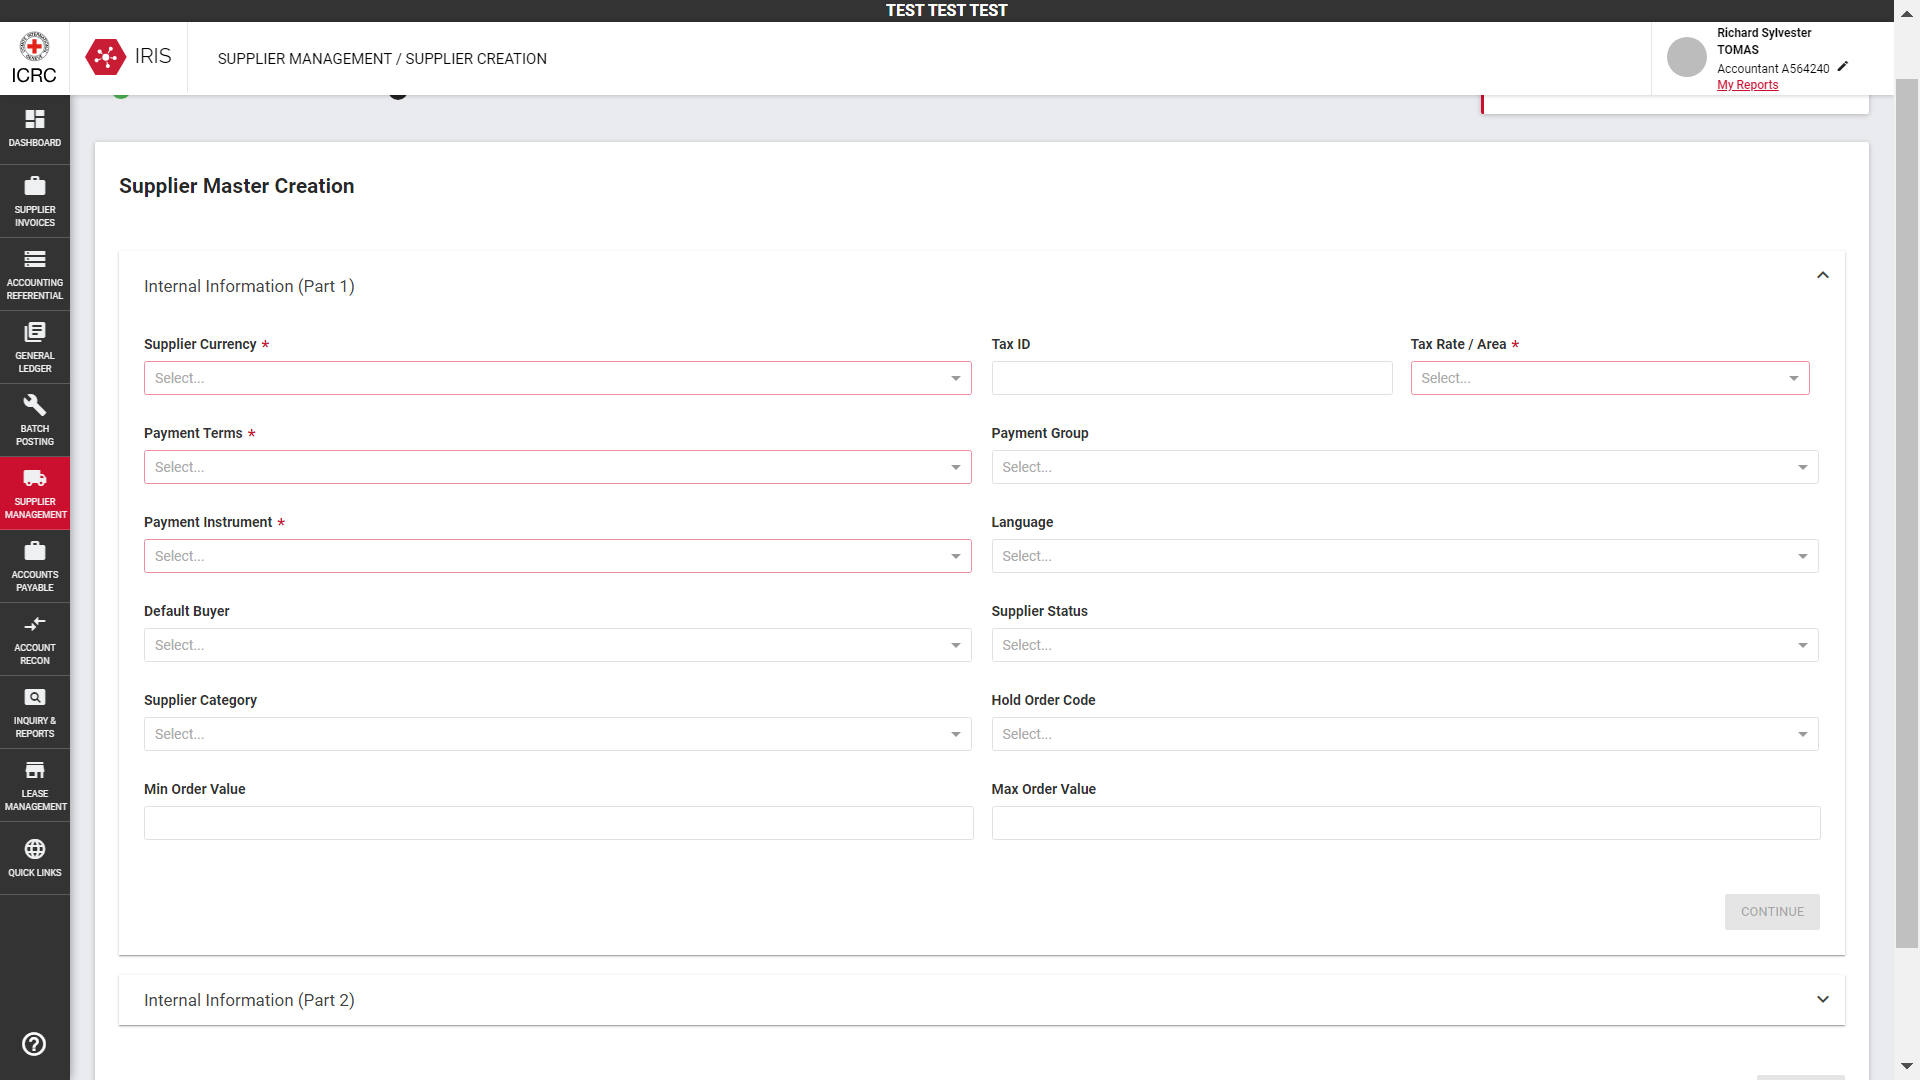 TEST TEST TEST
ICRC
IRIS
SUPPLIER MANAGEMENT / SUPPLIER CREATION
Richard Sylvester
TOMAS
Accountant A564240
My Reports
DASHBOARD
SUPPLIER
INVOICES
ACCOUNTING
REFERENTIAL
GENERAL
LEDGER
BATCH
POSTING
SUPPLIER
MANAGEMENT
ACCOUNTS
PAYABLE
ACCOUNT
RECON
INQUIRY &
REPORTS
LEASE
MANAGEMENT
QUICK LINKS
Supplier Master Creation
Internal Information (Part 1)
Supplier Currency *
Select...
Tax ID
Tax Rate / Area *
Select...
Payment Terms *
Select...
Payment Group
Select...
Payment Instrument *
Select...
Language
Select...
Default Buyer
Select...
Supplier Status
Select...
Supplier Category
Select...
Hold Order Code
Select...
Min Order Value
Max Order Value
CONTINUE
Internal Information (Part 2)